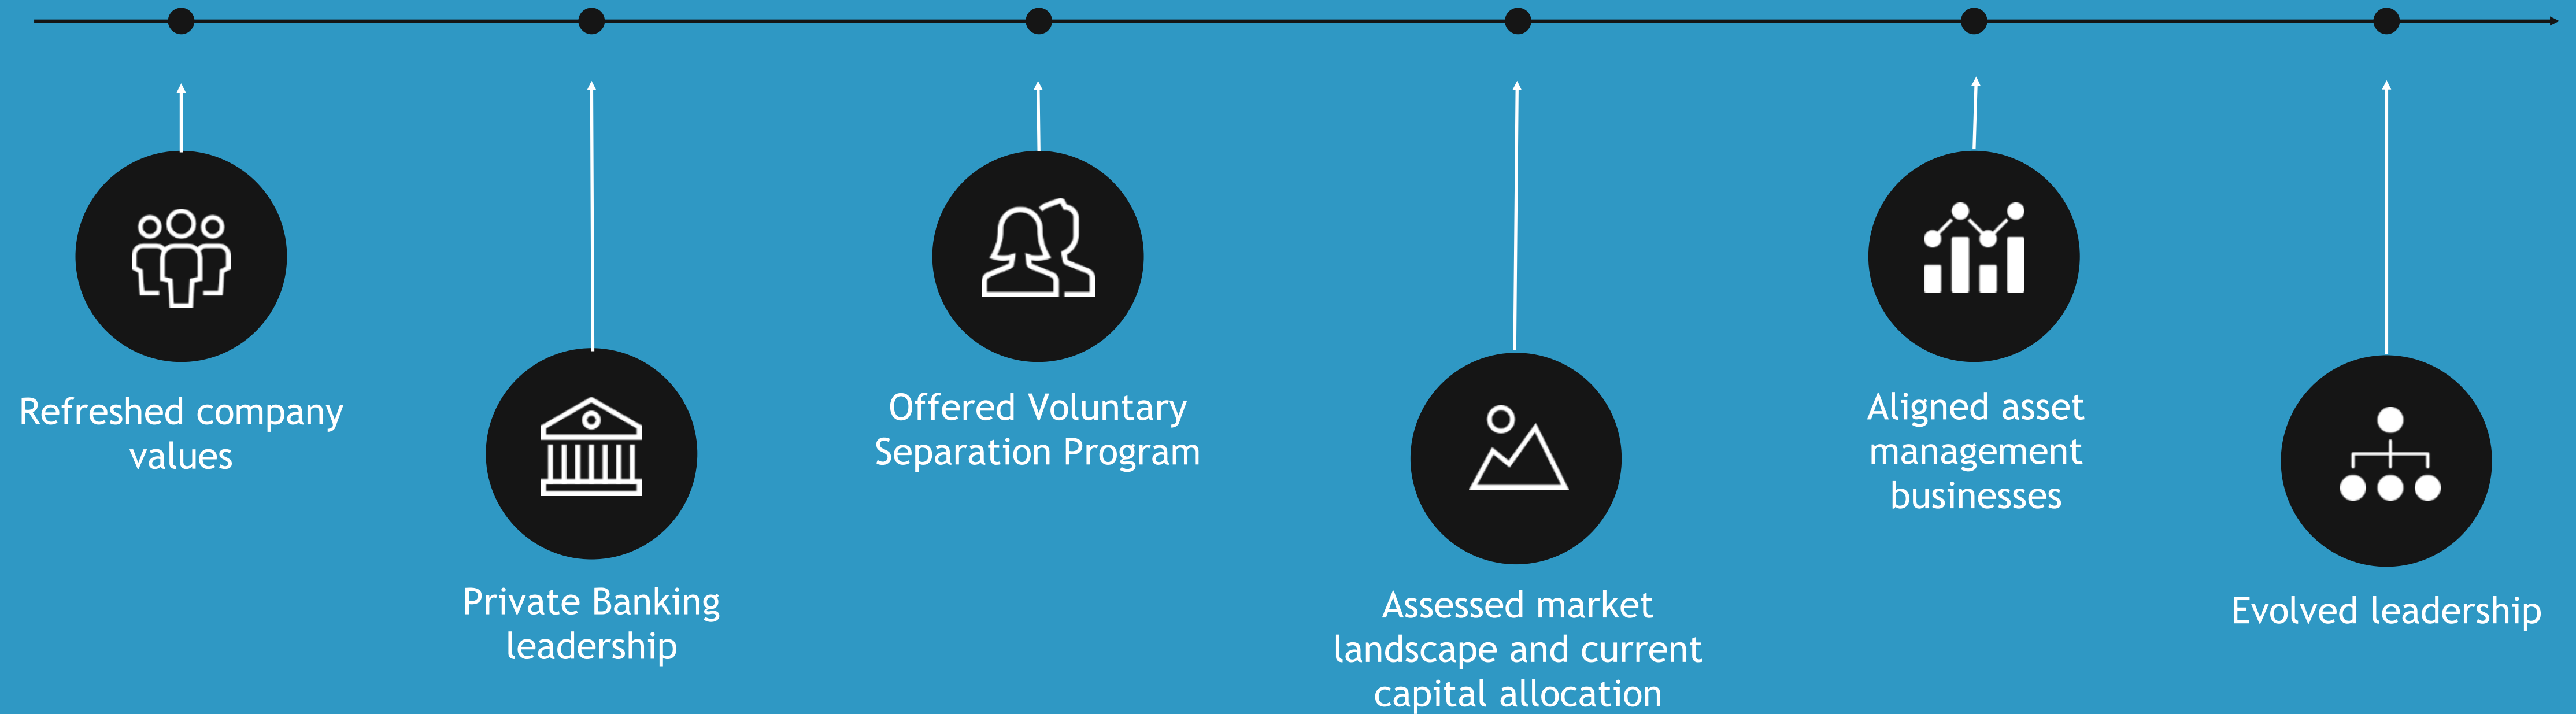 Refreshed company
values
Private Banking
leadership
Offered Voluntary
Separation Program
Assessed market
landscape and current
capital allocation
Aligned asset
management
businesses
Evolved leadership